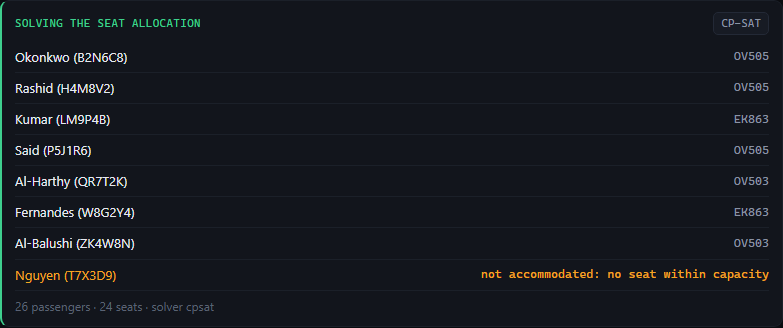 SOLVING THE SEAT ALLOCATION CP-SAT
Okonkwo (B2N6C8) OV505
Rashid (H4M8V2) OV505
Kumar (LM9P4B) EK863
Said (P5J1R6) OV505
Al-Harthy (QR7T2K) OV503
Fernandes (W8G2Y4) EK863
Al-Balushi (ZK4W8N) OV503
Nguyen (T7X3D9) not accommodated: no seat within capacity
26 passengers · 24 seats · solver cpsat